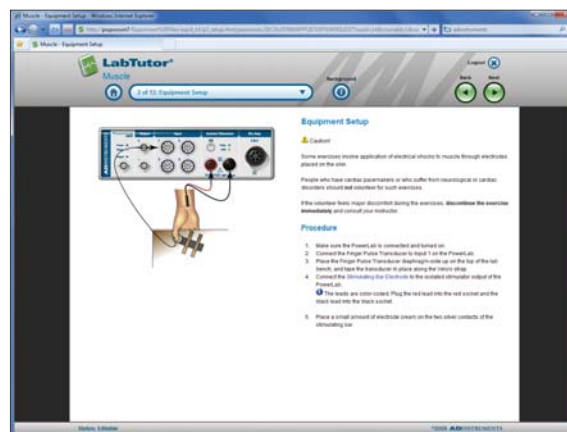 Muscle - Equipment Setup - Windows Internet Explorer
Muscle - Equipment Setup
LabTutor®
Muscle
2 of 12: Equipment Setup
Background
Logout
Back
Next
Equipment Setup
Caution!
Some exercises involve application of electrical shocks to muscle through electrodes
placed on the skin.
People who have cardiac pacemakers or who suffer from neurological or cardiac
disorders should not volunteer for such exercises.
If the volunteer feels major discomfort during the exercises, discontinue the exercise
immediately and consult your instructor.
Procedure
1. Make sure the PowerLab is connected and turned on.
2. Connect the Finger Pulse Transducer to Input 1 on the PowerLab.
3. Place the Finger Pulse Transducer diaphragm-side up on the top of the lab
bench, and tape the transducer in place along the Velcro strap.
4. Connect the Stimulating Bar Electrode to the isolated stimulator output of the
PowerLab.
The leads are color-coded. Plug the red lead into the red socket and the
black lead into the black socket.
5. Place a small amount of electrode cream on the two silver contacts of the
stimulating bar.
ADINSTRUMENTS